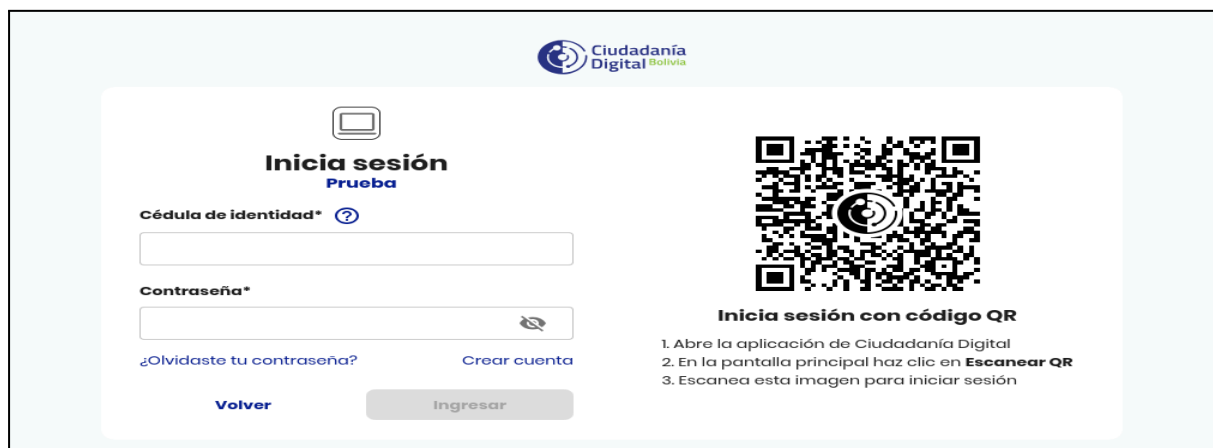 Ciudadanía
Digital Bolivia
Inicia sesión
Prueba
Cédula de identidad* ?
Contraseña*
¿Olvidaste tu contraseña? Crear cuenta
Volver Ingresar
Inicia sesión con código QR
1. Abre la aplicación de Ciudadanía Digital
2. En la pantalla principal haz clic en Escanear QR
3. Escanea esta imagen para iniciar sesión